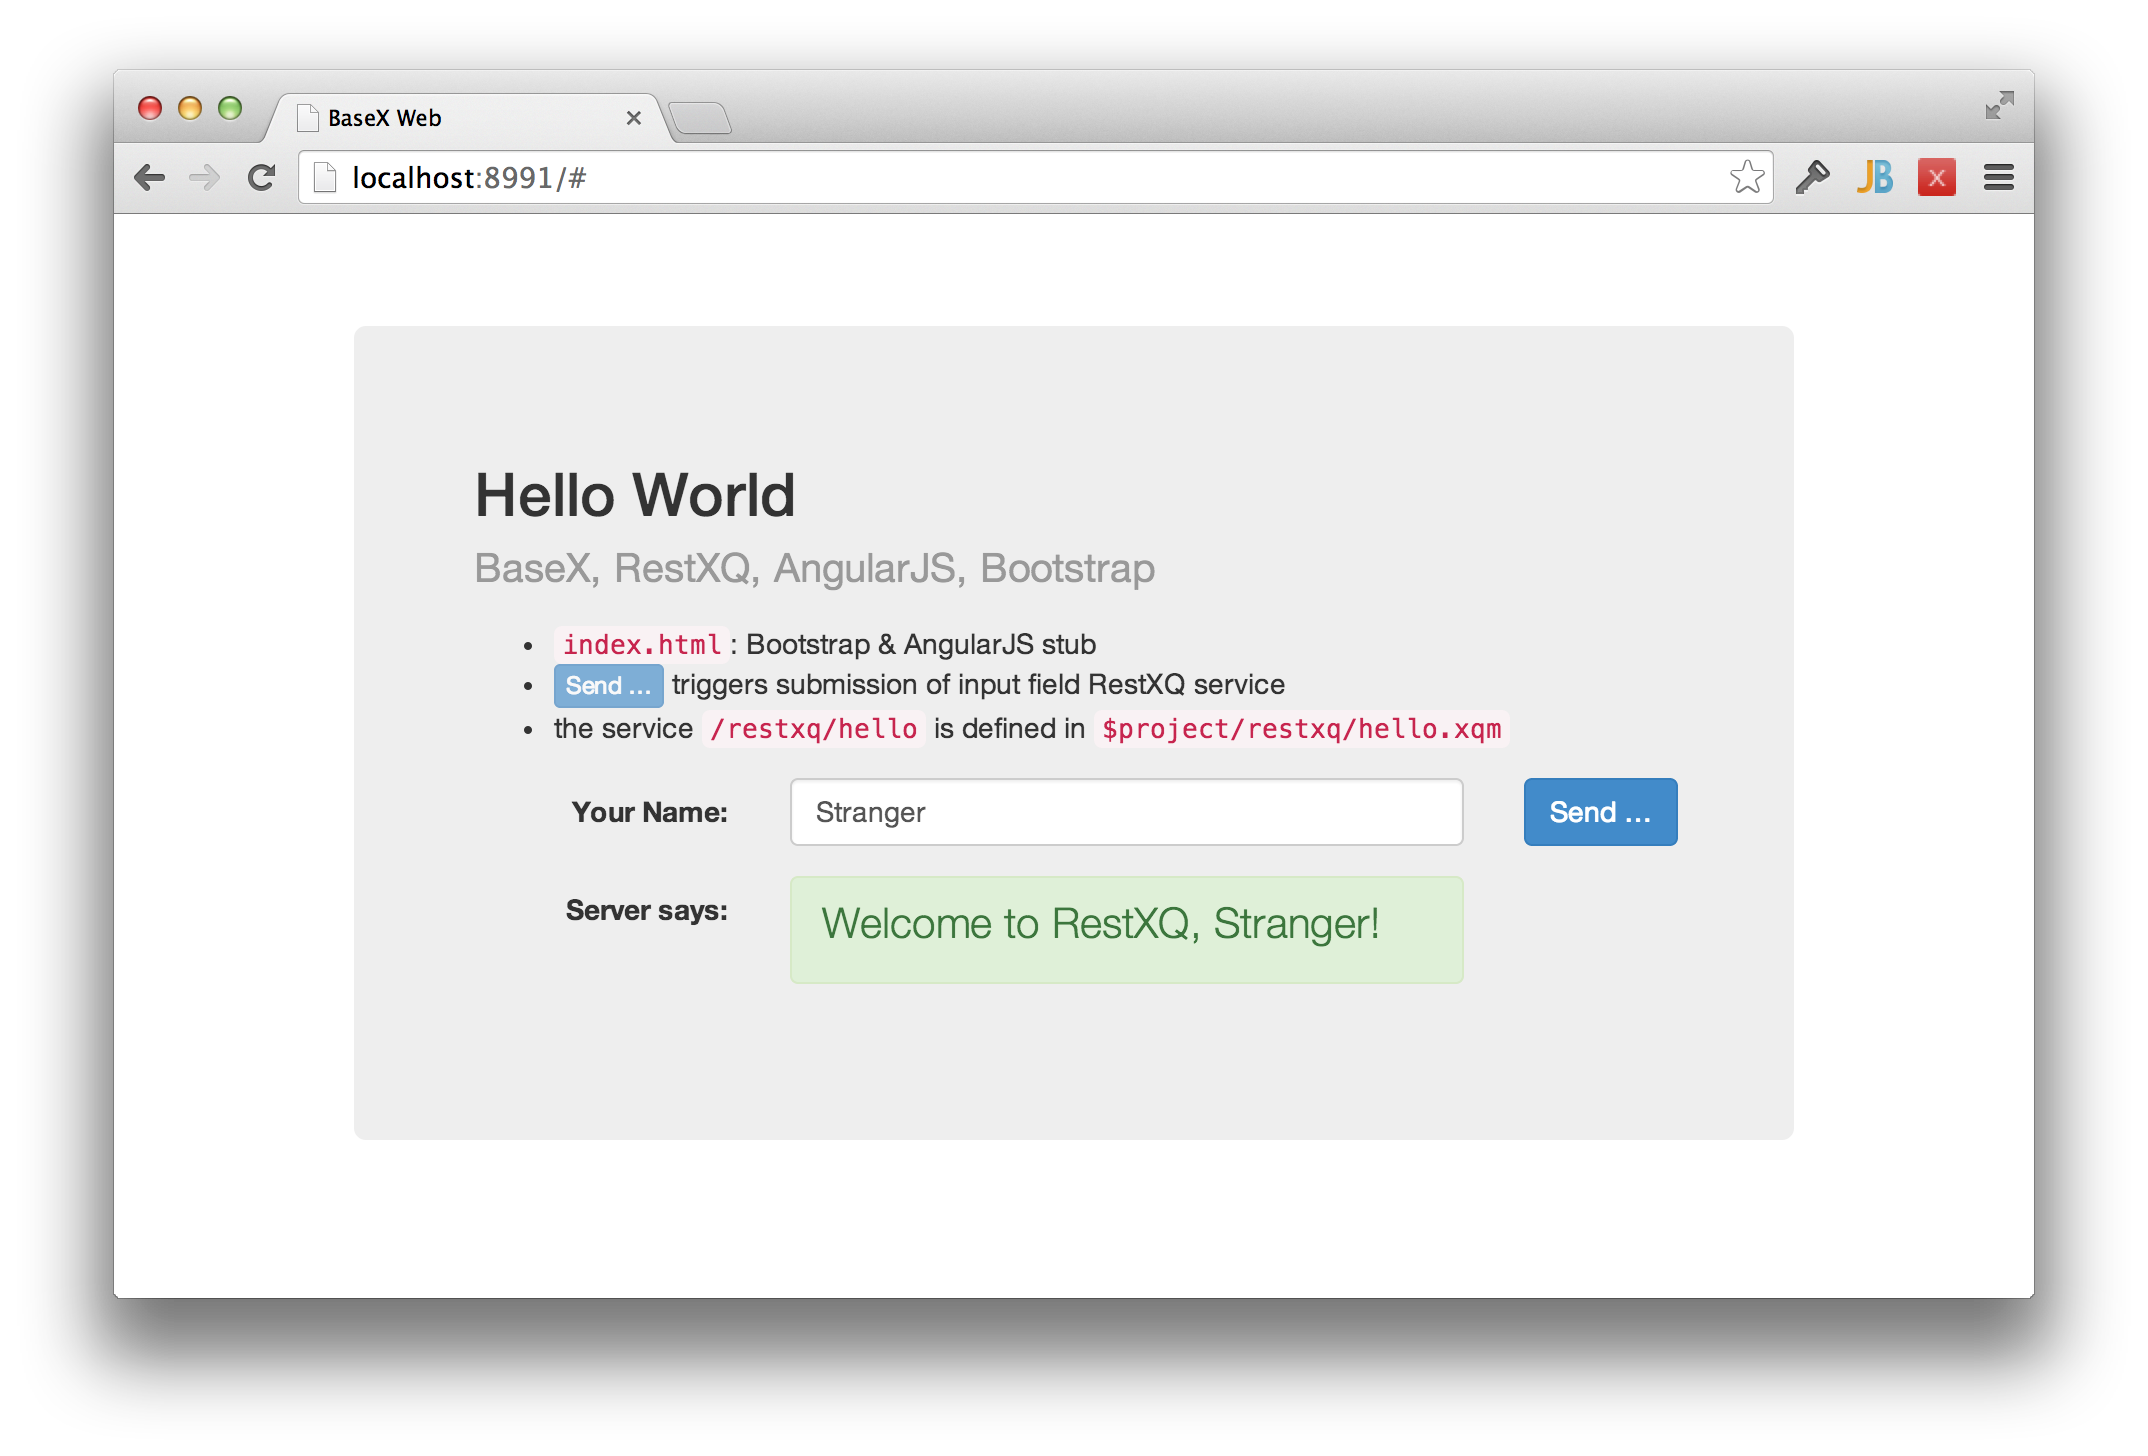 BaseX Web
localhost:8991/#
JB
X
Hello World
BaseX, RestXQ, AngularJS, Bootstrap
index.html : Bootstrap & AngularJS stub
Send ... triggers submission of input field RestXQ service
the service /restxq/hello is defined in $project/restxq/hello.xqm
Your Name: Stranger Send ...
Server says: Welcome to RestXQ, Stranger!